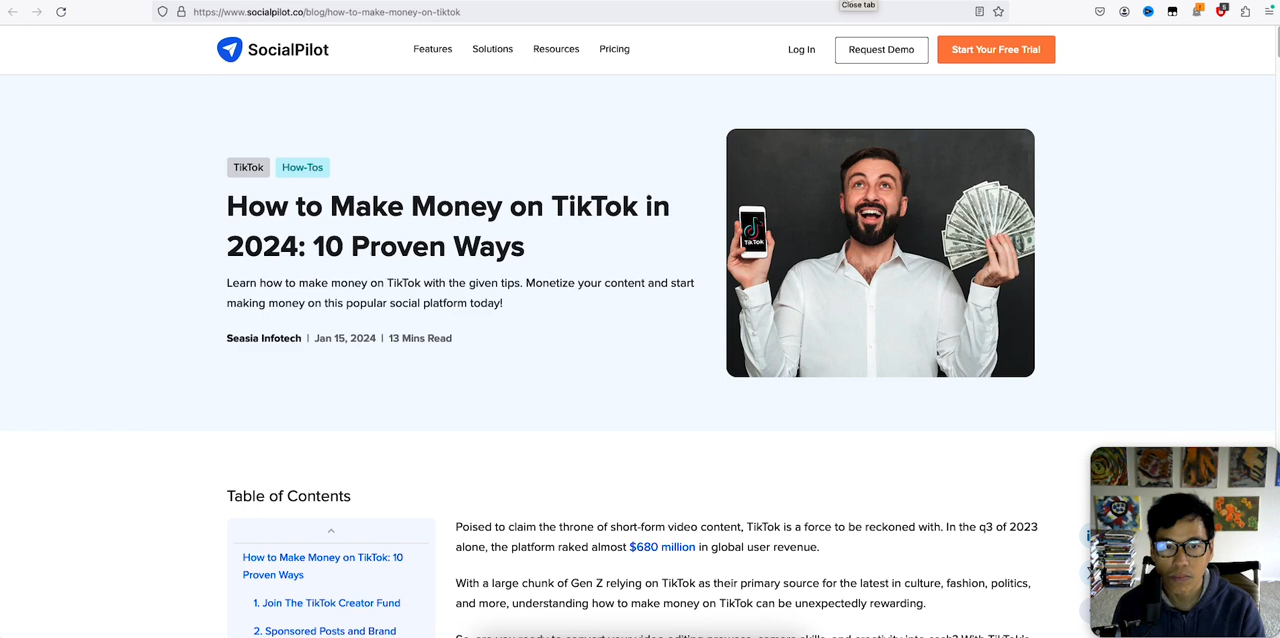 Close tab
https://www.socialpilot.co/blog/how-to-make-money-on-tiktok
SocialPilot
Features
Solutions
Resources
Pricing
Log In
Request Demo
Start Your Free Trial
TikTok
How-Tos
How to Make Money on TikTok in
2024: 10 Proven Ways
Learn how to make money on TikTok with the given tips. Monetize your content and start
making money on this popular social platform today!
Seasia Infotech | Jan 15, 2024 | 13 Mins Read
TikTok
Table of Contents
How to Make Money on TikTok: 10
Proven Ways
1. Join The TikTok Creator Fund
2. Sponsored Posts and Brand
Poised to claim the throne of short-form video content, TikTok is a force to be reckoned with. In the q3 of 2023
alone, the platform raked almost $680 million in global user revenue.
With a large chunk of Gen Z relying on TikTok as their primary source for the latest in culture, fashion, politics,
and more, understanding how to make money on TikTok can be unexpectedly rewarding.